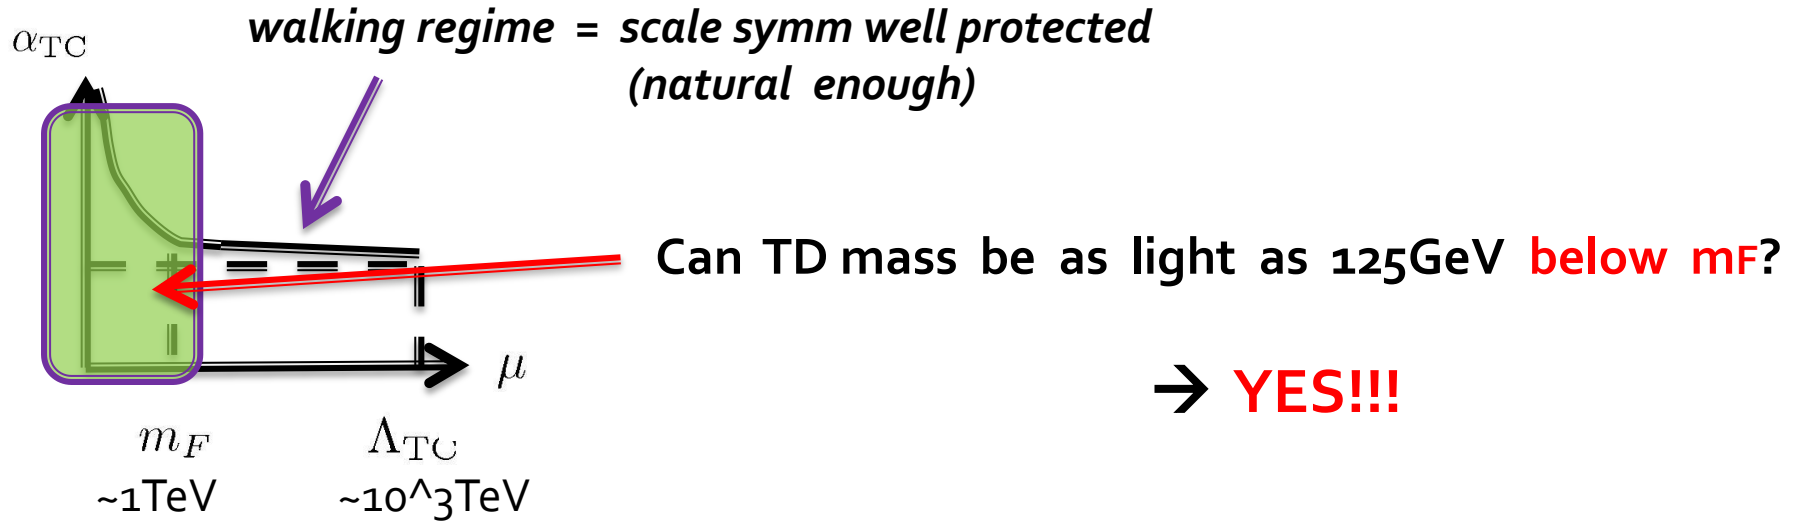 walking regime = scale symm well protected
(natural enough)
α_TC
Can TD mass be as light as 125GeV below mF?
→ YES!!!
μ
m_F
Λ_TC
~1TeV
~10^3TeV